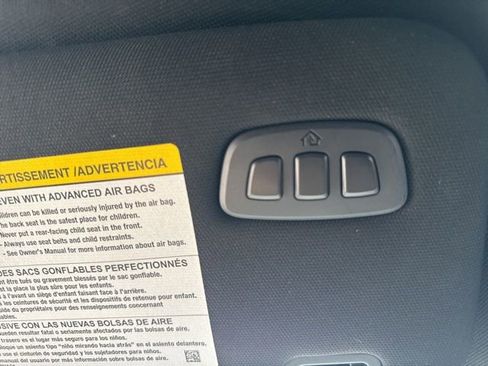 RTISSEMENT /ADVERTENCIA
EVEN WITH ADVANCED AIR BAGS
ildren can be killed or seriously injured by the air bag.
he back seat is the safest place for children.
Never put a rear-facing child seat in the front.
- Always use seat belts and child restraints.
- See Owner's Manual for more information about air bags.
DES SACS GONFLABLES PERFECTIONNÉS
ent être tués ou gravement blessés par le sac gonflable.
st la place la plus sûre pour les enfants.
à l'avant un siège d'enfant faisant face à l'arrière.
les ceintures de sécurité et les dispositifs de retenue pour enfant.
uide du propriétaire pour des renseignements concernant
onflables.
USIVE CON LAS NUEVAS BOLSAS DE AIRE
pueden resultar fatal o seriamente afectados por las bolsas de aire.
trasero es el lugar más seguro para los niños.
oloque un asiento tipo "niño mirando hacia atrás" en el asiento delantero.
e use el cinturón de seguridad y los sujetadores para niños.
manual del usuario por más información sobre bolsas de aire.